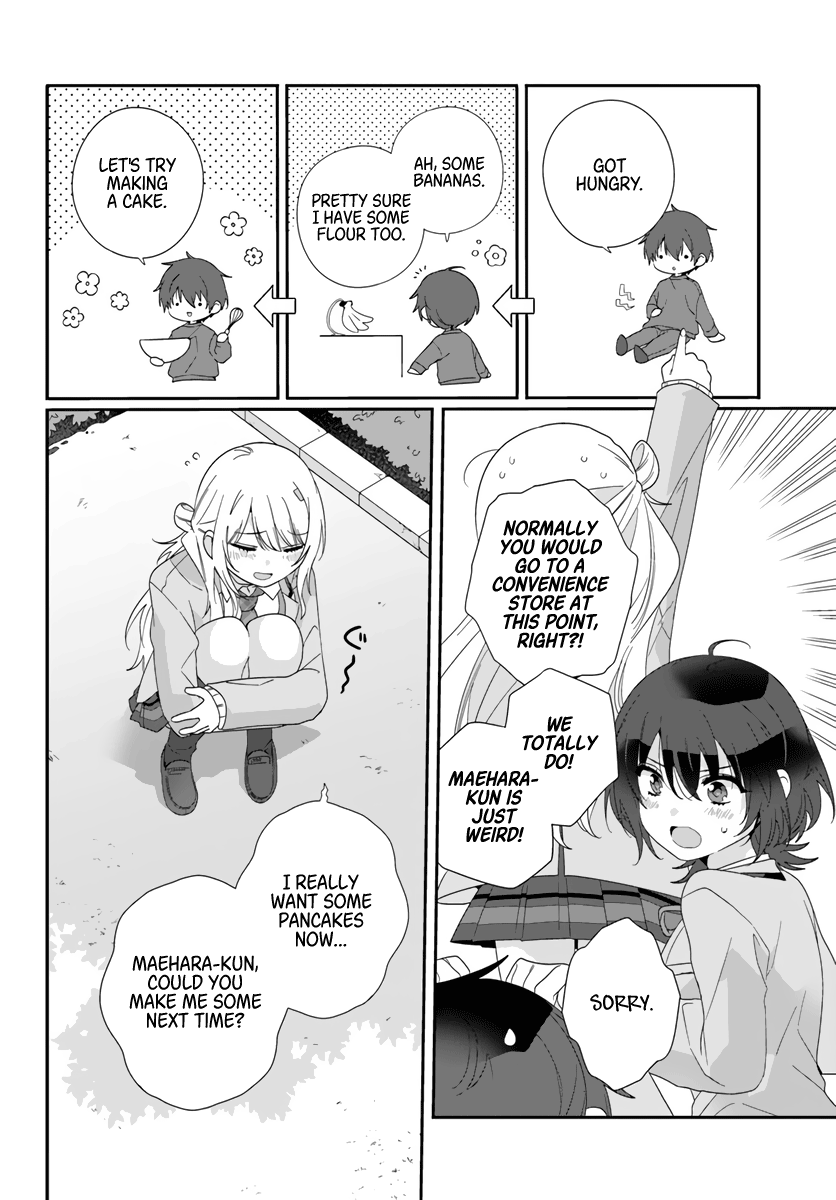 GOT
HUNGRY.
AH, SOME
BANANAS.
PRETTY SURE
I HAVE SOME
FLOUR TOO.
LET'S TRY
MAKING
A CAKE.
NORMALLY
YOU WOULD
GO TO A
CONVENIENCE
STORE AT
THIS POINT,
RIGHT?!
WE
TOTALLY
DO!
MAEHARA-
KUN IS
JUST
WEIRD!
SORRY.
I REALLY
WANT SOME
PANCAKES
NOW...
MAEHARA-KUN,
COULD YOU
MAKE ME SOME
NEXT TIME?